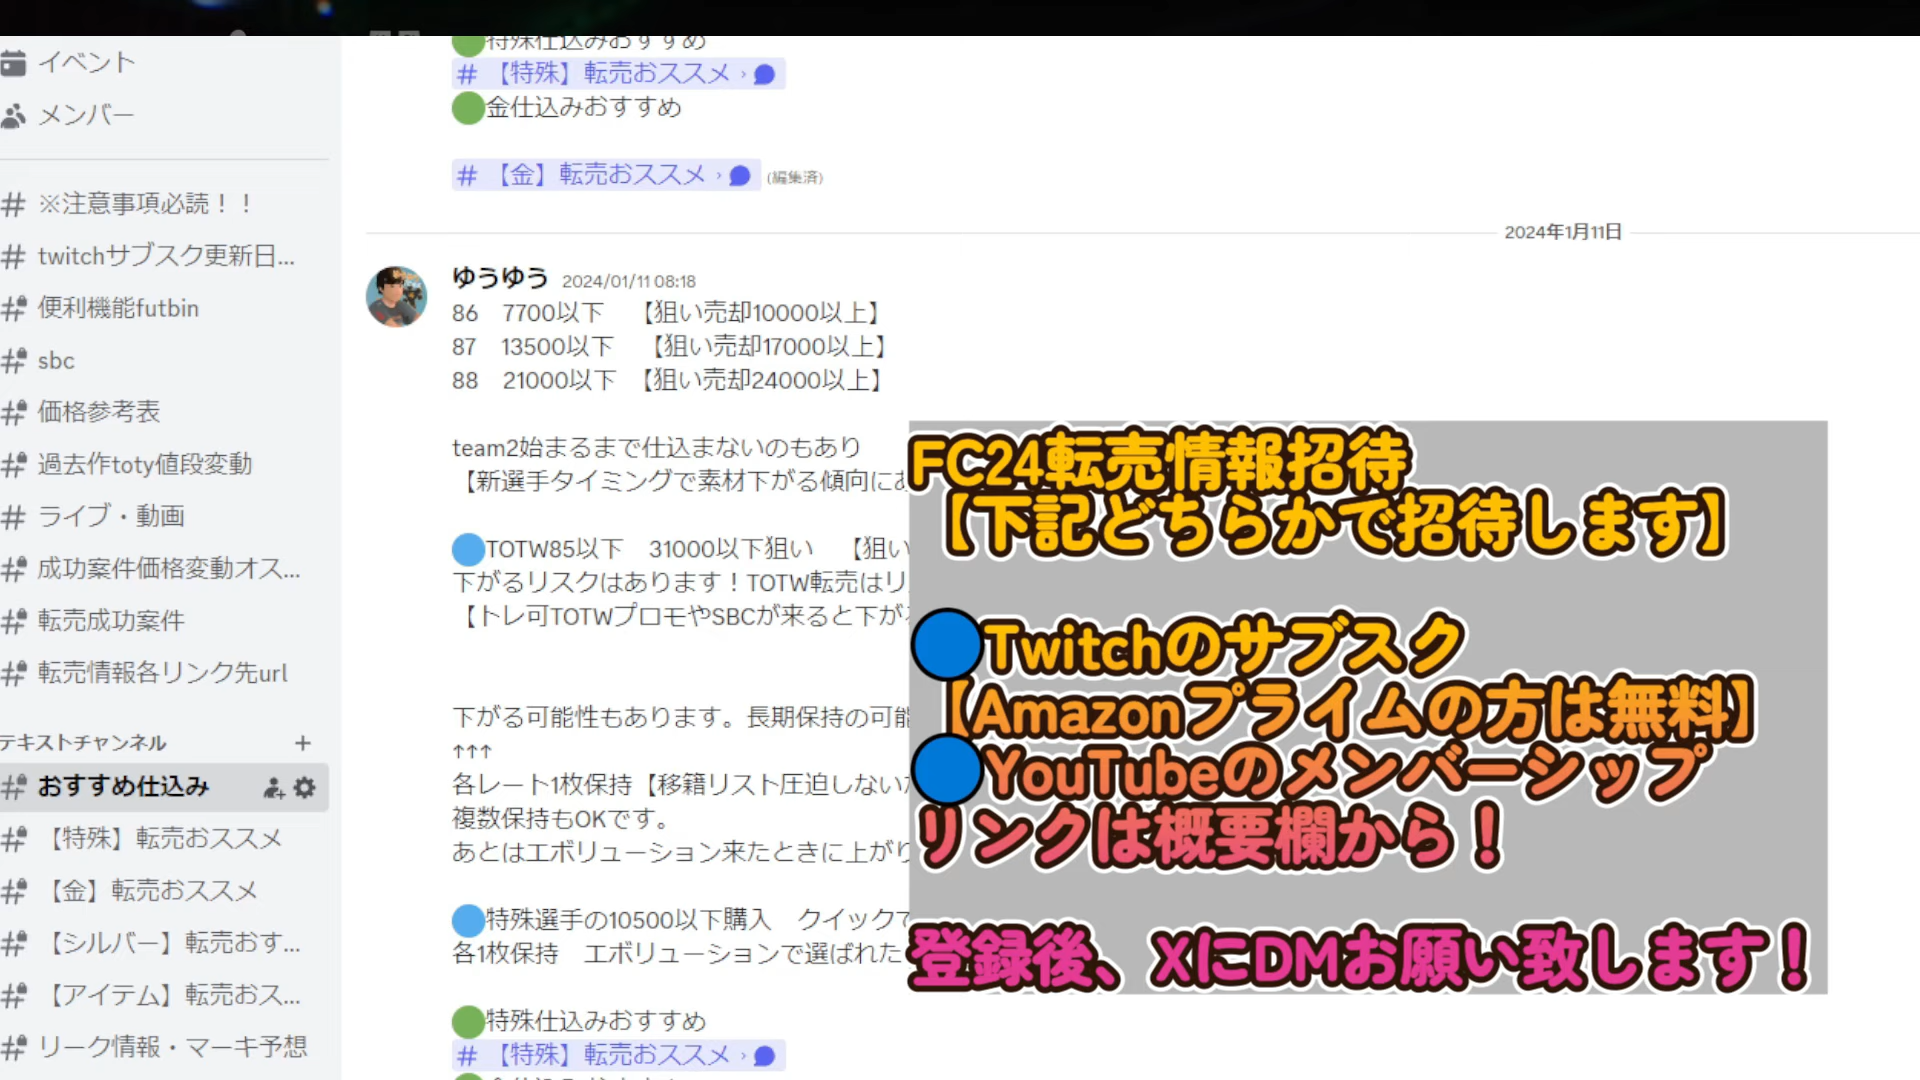 イベント
メンバー
※注意事項必読！！
twitchサブスク更新日...
便利機能futbin
sbc
価格参考表
過去作toty値段変動
ライブ・動画
成功案件価格変動オス...
転売成功案件
転売情報各リンク先url
テキストチャンネル
おすすめ仕込み
【特殊】転売おススメ
【金】転売おススメ
【シルバー】転売おす...
【アイテム】転売おス...
リーク情報・マーキ予想
特殊仕込みおすすめ
# 【特殊】転売おススメ ›
金仕込みおすすめ
# 【金】転売おススメ › (編集済)
2024年1月11日
ゆうゆう 2024/01/11 08:18
86 7700以下 【狙い売却10000以上】
87 13500以下 【狙い売却17000以上】
88 21000以下 【狙い売却24000以上】
team2始まるまで仕込まないのもあり
【新選手タイミングで素材下がる傾向に
TOTW85以下 31000以下狙い 【狙い
下がるリスクはあります！TOTW転売はリ
【トレ可TOTWプロモやSBCが来ると下が
下がる可能性もあります。長期保持の可能
↑↑↑
各レート1枚保持【移籍リスト圧迫しない
複数保持もOKです。
あとはエボリューション来たときに上がり
特殊選手の10500以下購入 クイックで
各1枚保持 エボリューションで選ばれた
特殊仕込みおすすめ
# 【特殊】転売おススメ ›
FC24転売情報招待
【下記どちらかで招待します】
Twitchのサブスク
【Amazonプライムの方は無料】
YouTubeのメンバーシップ
リンクは概要欄から！
登録後、XにDMお願い致します！